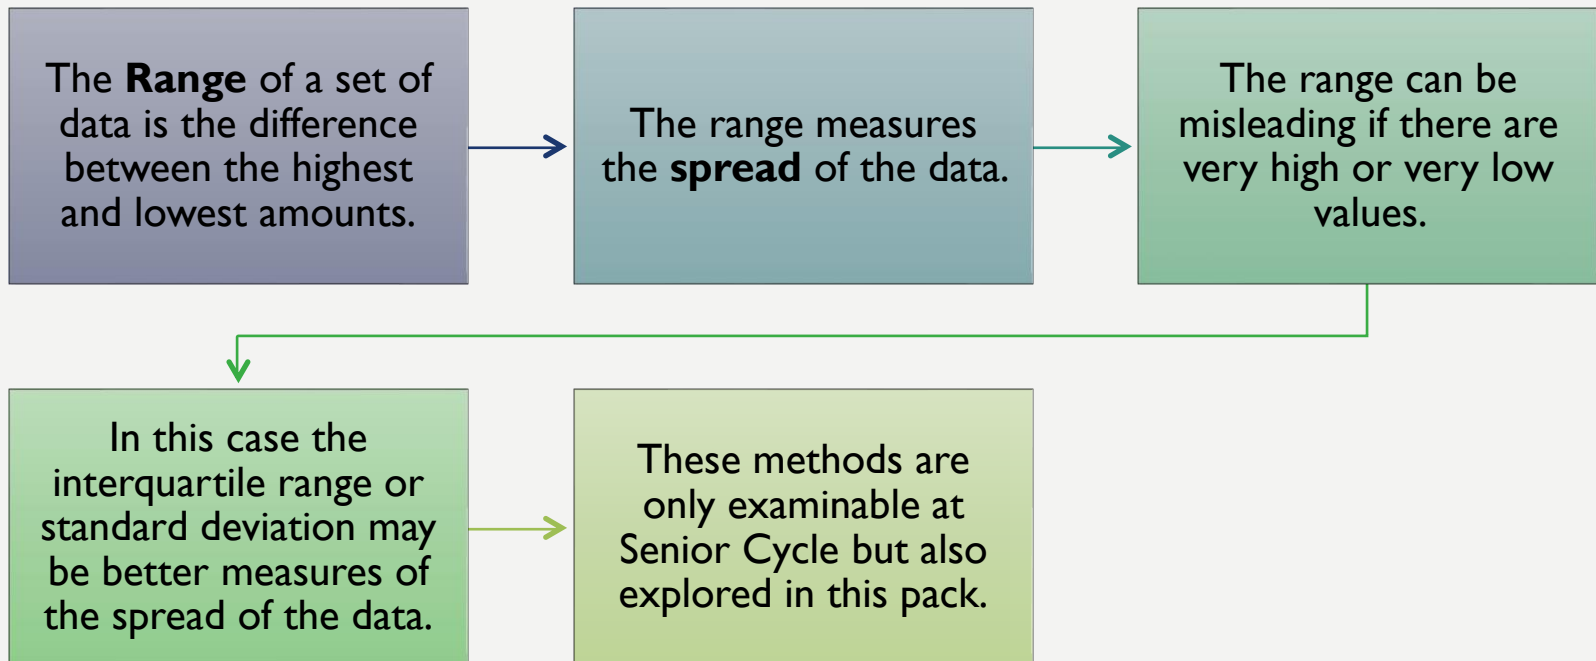 The Range of a set of
data is the difference
between the highest
and lowest amounts.
The range measures
the spread of the data.
The range can be
misleading if there are
very high or very low
values.
In this case the
interquartile range or
standard deviation may
be better measures of
the spread of the data.
These methods are
only examinable at
Senior Cycle but also
explored in this pack.